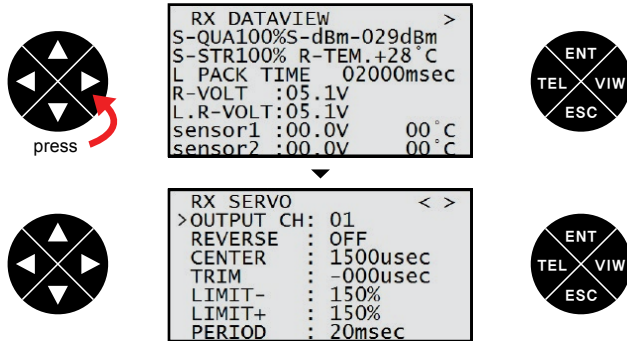 RX DATAVIEW >
S-QUA100%S-dBm-029dBm
S-STR100% R-TEM.+28°C
L PACK TIME 02000msec
R-VOLT :05.1V
L.R-VOLT:05.1V
sensor1 :00.0V 00°C
sensor2 :00.0V 00°C
press
ENT
TEL VIW
ESC
RX SERVO < >
>OUTPUT CH: 01
REVERSE : OFF
CENTER : 1500usec
TRIM : -000usec
LIMIT- : 150%
LIMIT+ : 150%
PERIOD : 20msec
ENT
TEL VIW
ESC